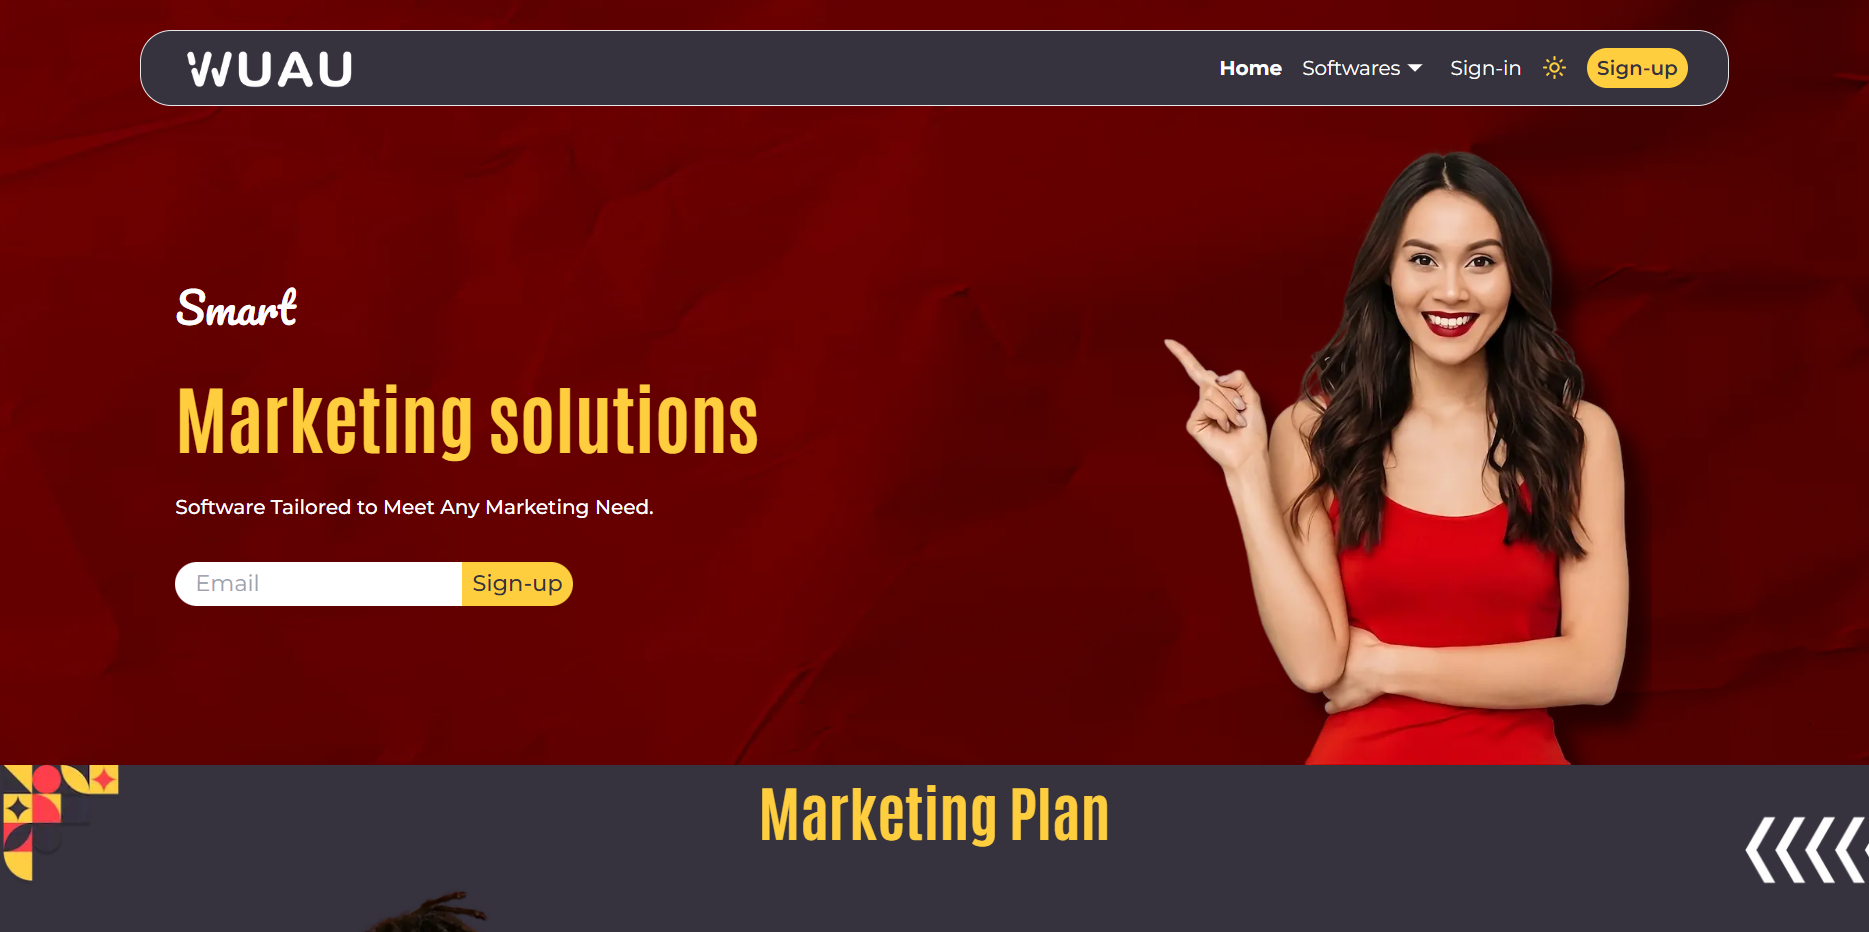 WUAU
Home Softwares Sign-in Sign-up
Smart
Marketing solutions
Software Tailored to Meet Any Marketing Need.
Email Sign-up
Marketing Plan